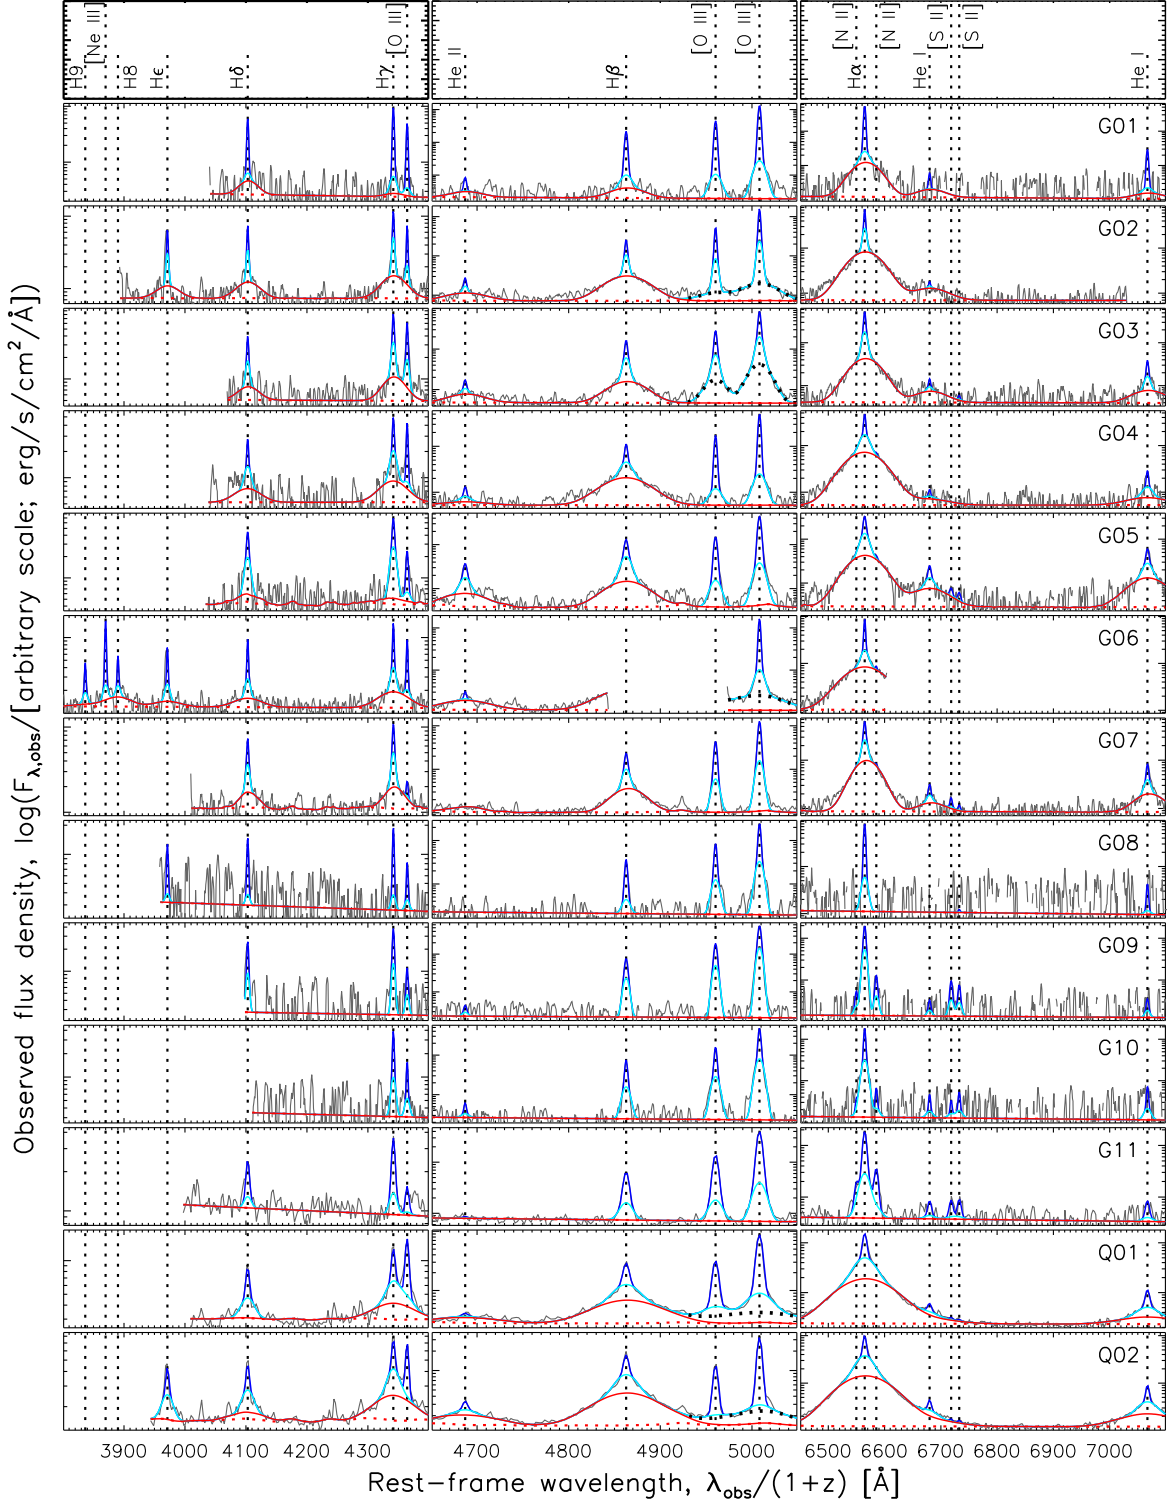 H9
[Ne III]
H8
Hϵ
Hδ
Hγ
[O III]
He II
Hβ
[O III]
[O III]
[N II]
Hα
[N II]
He I
[S II]
[S II]
He I
G01
G02
G03
G04
G05
G06
G07
G08
G09
G10
G11
Q01
Q02
Observed flux density, log(F_λ,obs/[arbitrary scale; erg/s/cm²/Å])
3900 4000 4100 4200 4300
4700 4800 4900 5000
6500 6600 6700 6800 6900 7000
Rest-frame wavelength, λ_obs/(1+z) [Å]